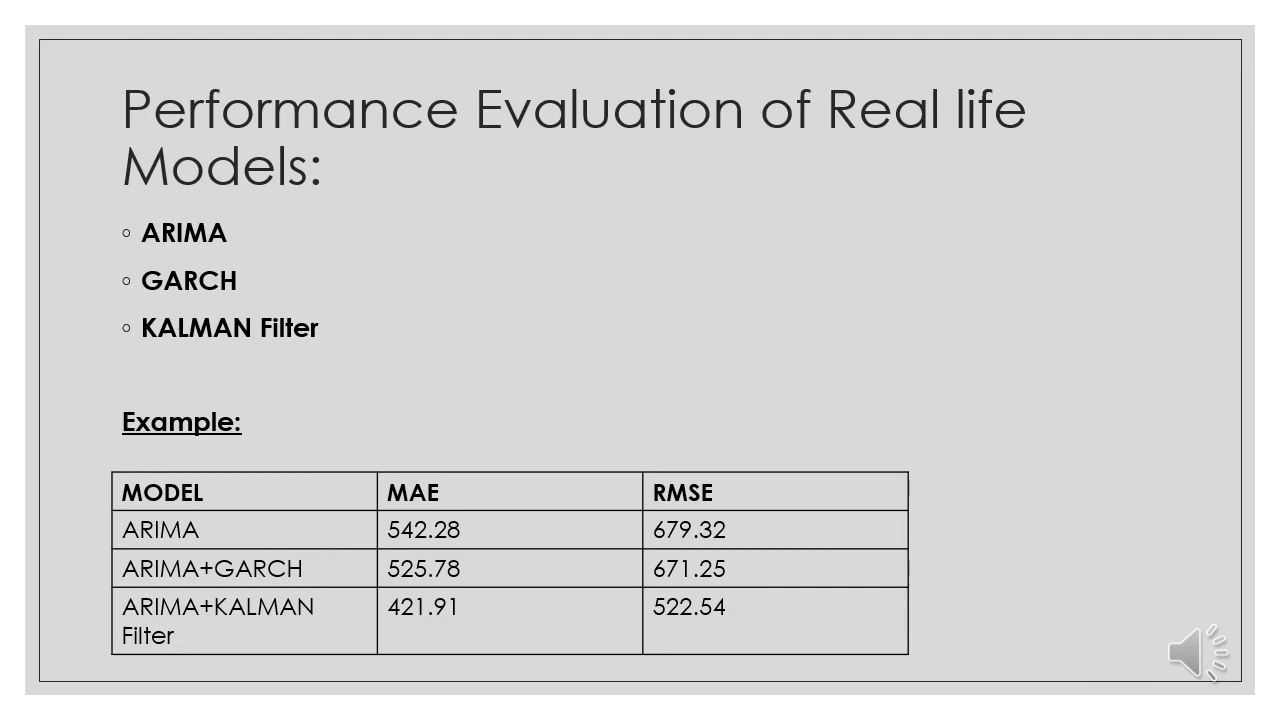 Performance Evaluation of Real life
Models:
◦ ARIMA
◦ GARCH
◦ KALMAN Filter
Example:
MODEL MAE RMSE
ARIMA 542.28 679.32
ARIMA+GARCH 525.78 671.25
ARIMA+KALMAN 421.91 522.54
Filter